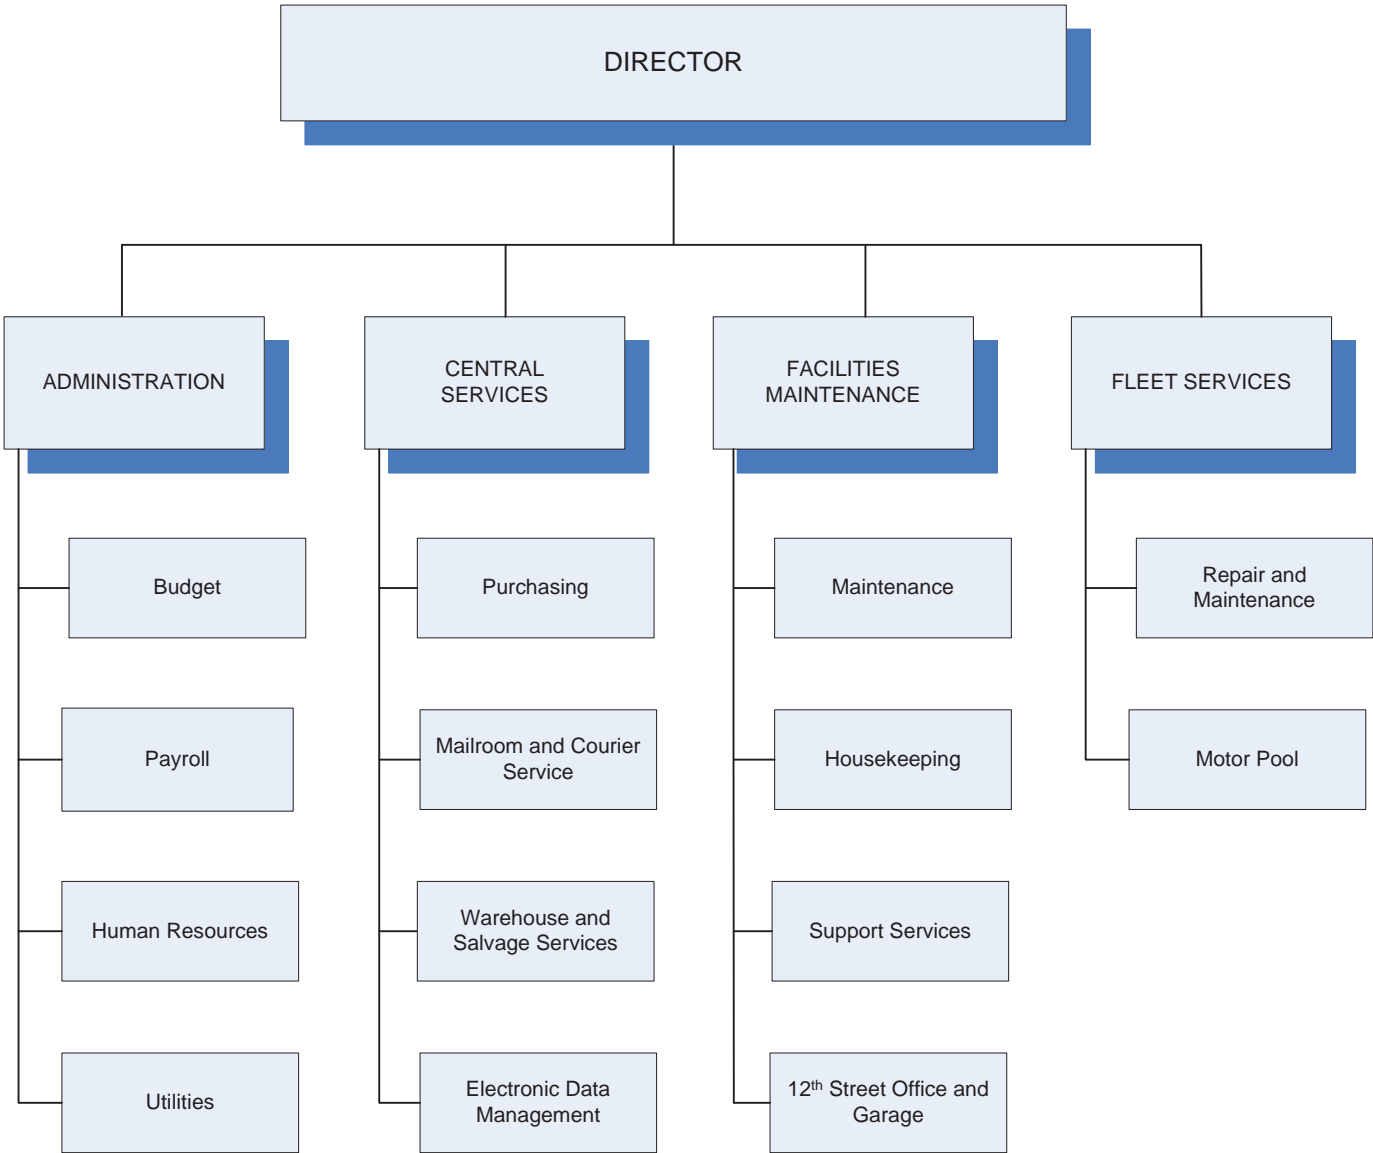 DIRECTOR
ADMINISTRATION
CENTRAL
SERVICES
FACILITIES
MAINTENANCE
FLEET SERVICES
Budget
Purchasing
Maintenance
Repair and
Maintenance
Payroll
Mailroom and Courier
Service
Housekeeping
Motor Pool
Human Resources
Warehouse and
Salvage Services
Support Services
Utilities
Electronic Data
Management
12th Street Office and
Garage